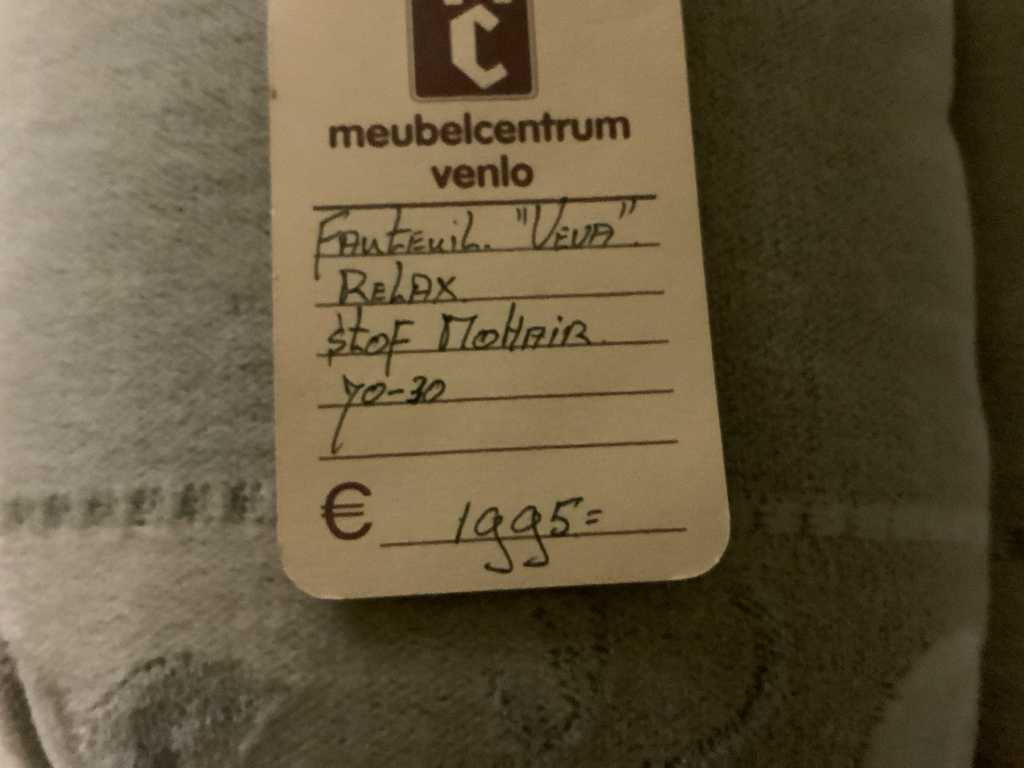 C
meubelcentrum
venlo
Fauteuil. "Veva".
Relax
Stof Mohair.
70-30
€ 1995=